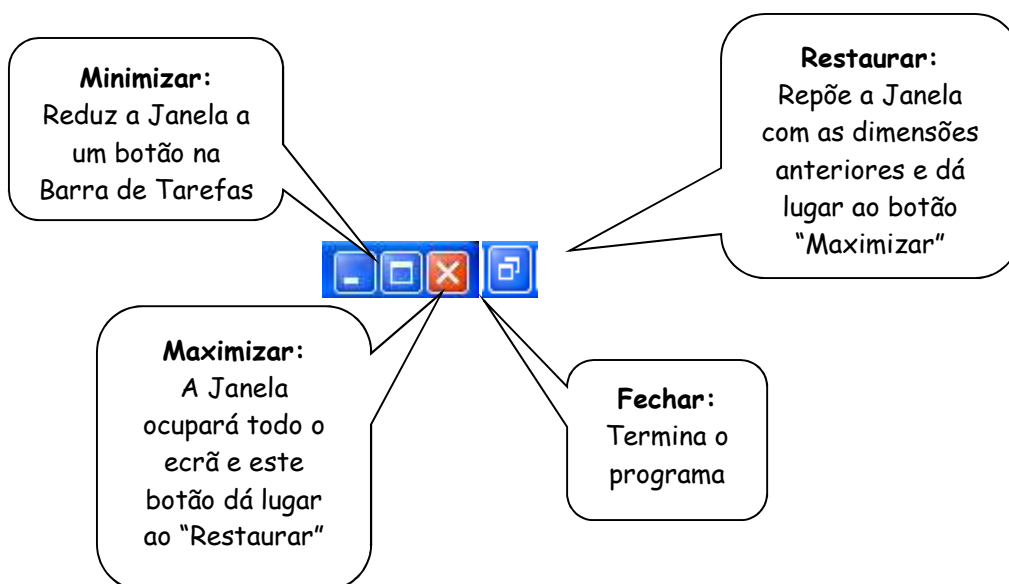 Minimizar:
Reduz a Janela a
um botão na
Barra de Tarefas
Restaurar:
Repõe a Janela
com as dimensões
anteriores e dá
lugar ao botão
“Maximizar”
Maximizar:
A Janela
ocupará todo o
ecrã e este
botão dá lugar
ao “Restaurar”
Fechar:
Termina o
programa